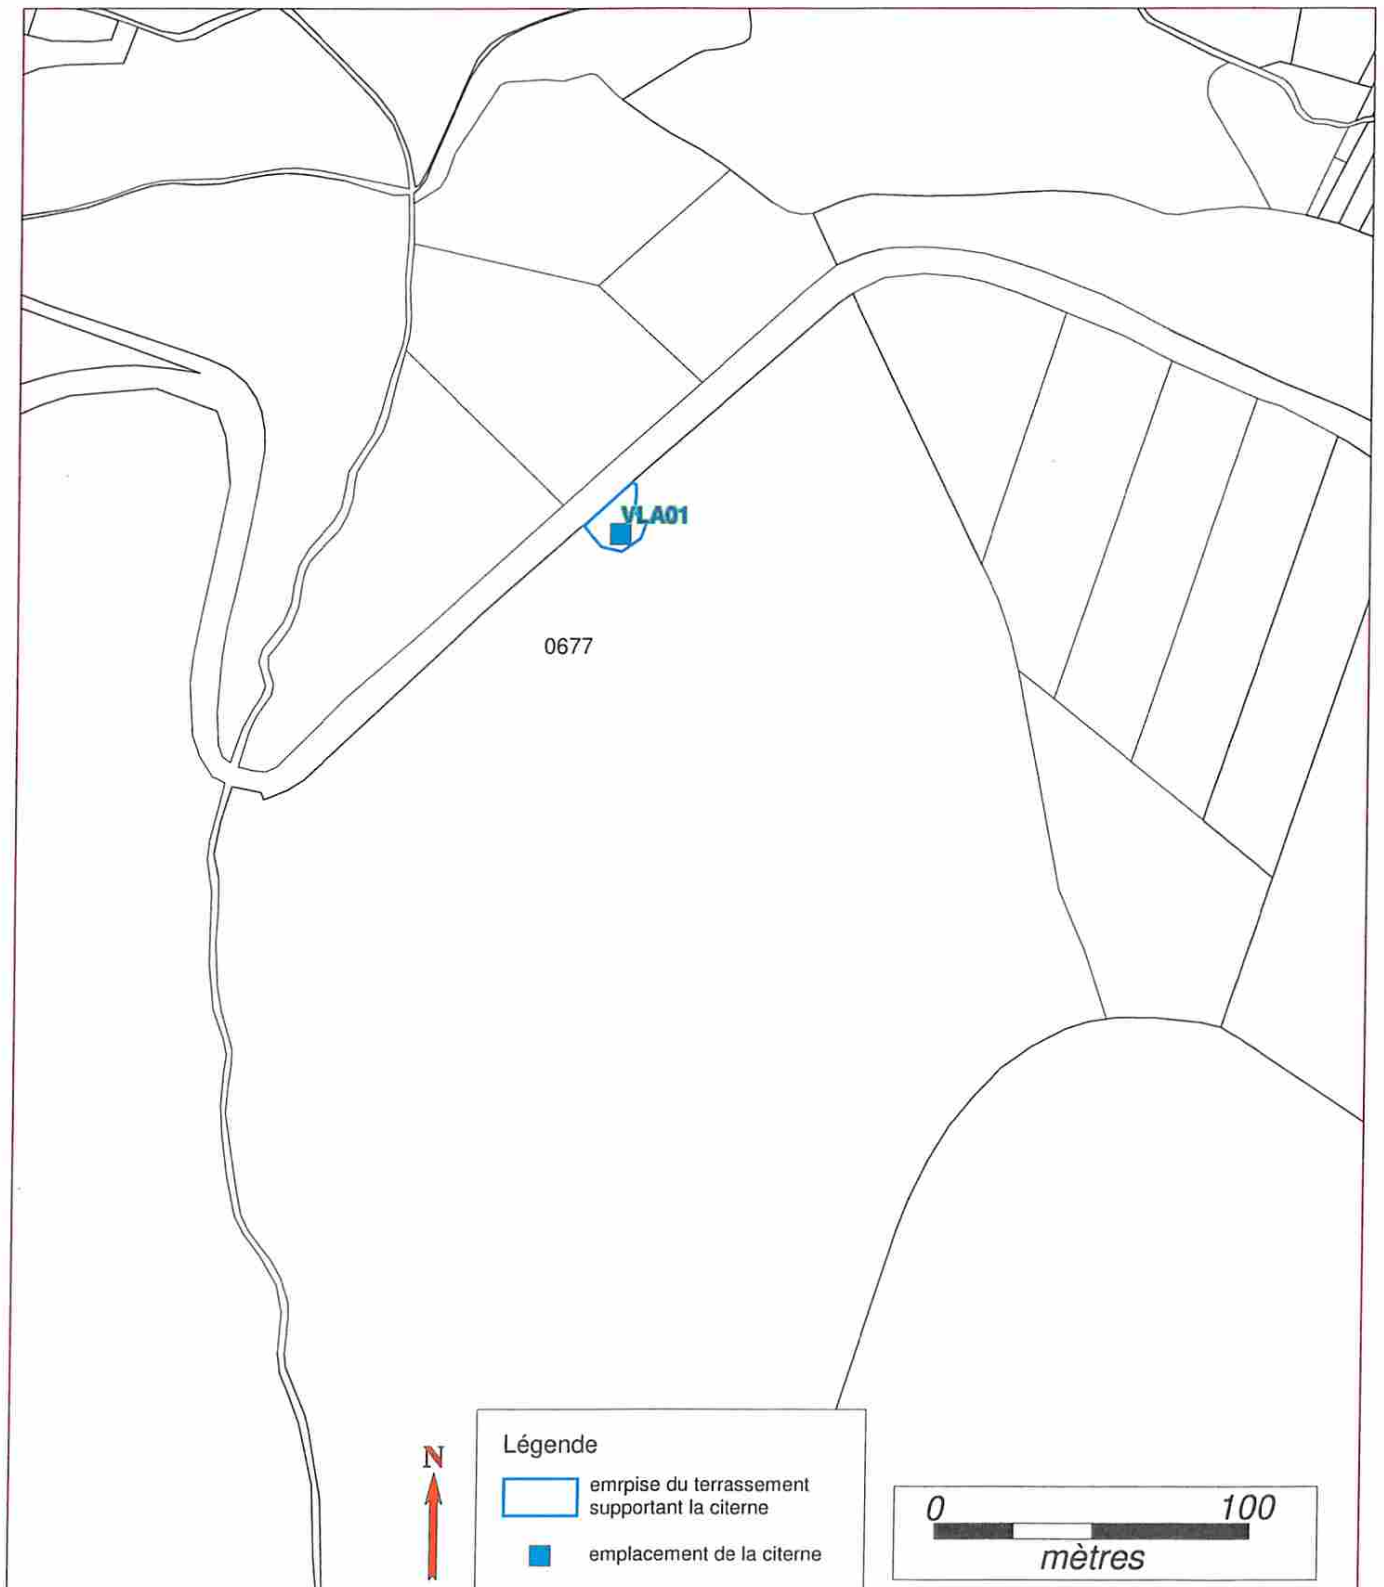 VLA01
0677
N
Légende
emrpise du terrassement
supportant la citerne
emplacement de la citerne
0 100
mètres